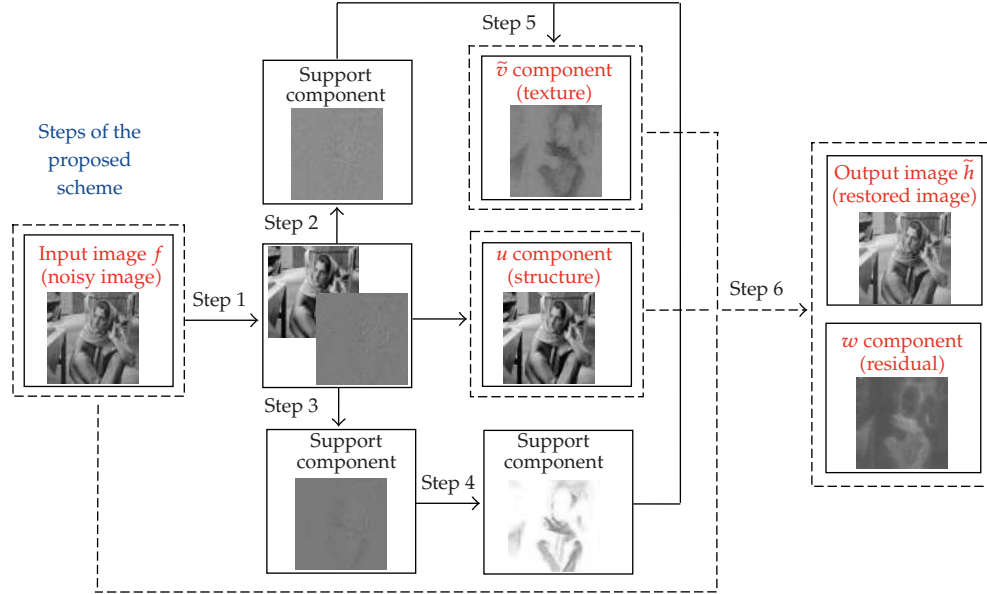 Steps of the
proposed
scheme
Input image f
(noisy image)
Step 1
Step 2
Support
component
Step 3
Support
component
Step 4
Support
component
Step 5
ṽ component
(texture)
u component
(structure)
Step 6
Output image h̃
(restored image)
w component
(residual)